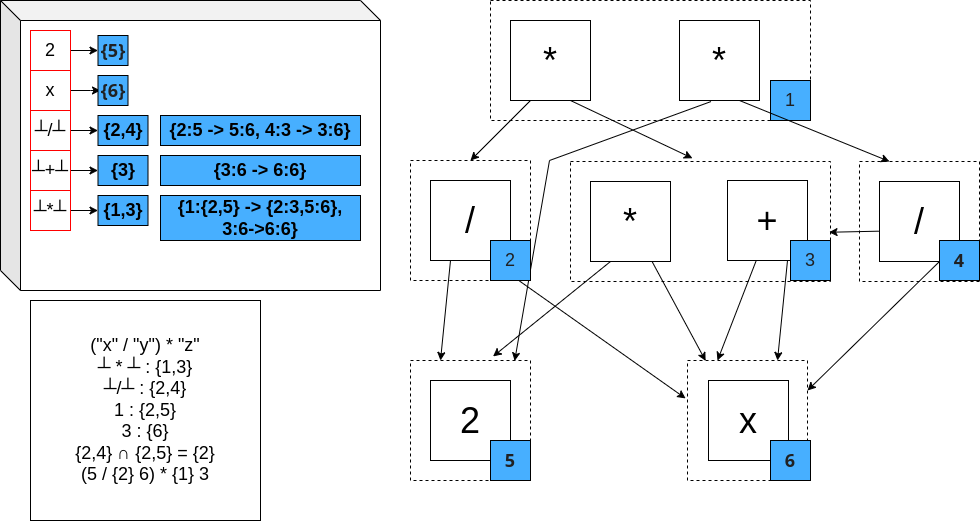 2
{5}
x
{6}
┴/┴
{2,4}
{2:5 -> 5:6, 4:3 -> 3:6}
┴+┴
{3}
{3:6 -> 6:6}
┴*┴
{1,3}
{1:{2,5} -> {2:3,5:6},
3:6->6:6}
("x" / "y") * "z"
┴ * ┴ : {1,3}
┴/┴ : {2,4}
1 : {2,5}
3 : {6}
{2,4} ∩ {2,5} = {2}
(5 / {2} 6) * {1} 3
*
*
1
/
2
*
+
3
/
4
2
5
x
6